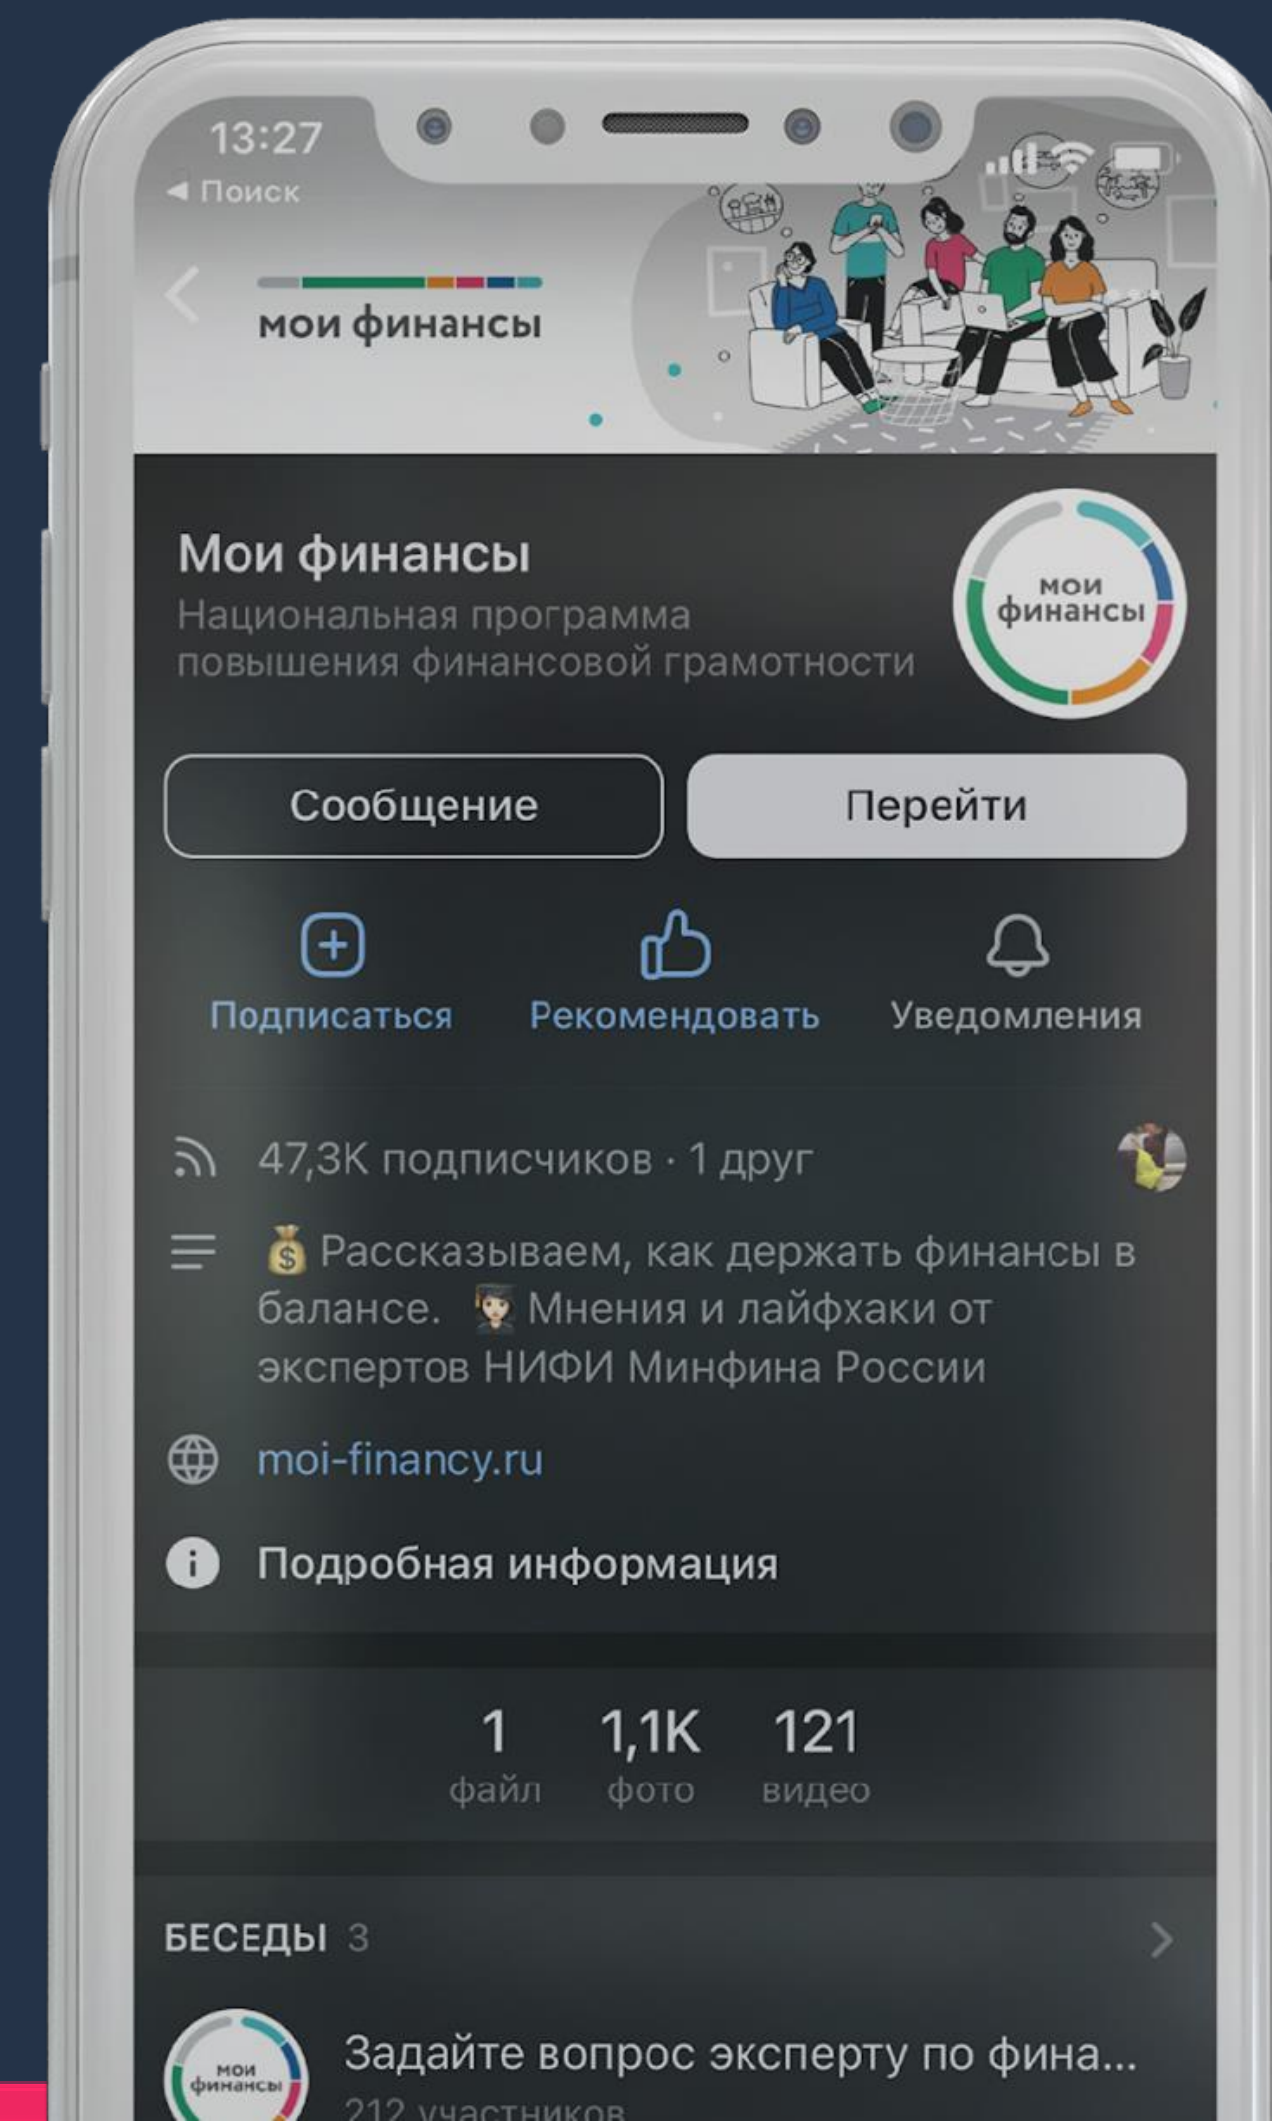 13:27
Поиск
мои финансы
Мои финансы
Национальная программа
повышения финансовой грамотности
мои
финансы
Сообщение
Перейти
Подписаться
Рекомендовать
Уведомления
47,3K подписчиков · 1 друг
Рассказываем, как держать финансы в
балансе. Мнения и лайфхаки от
экспертов НИФИ Минфина России
moi-financy.ru
Подробная информация
1 1,1K 121
файл фото видео
БЕСЕДЫ 3
Задайте вопрос эксперту по фина...
мои
финансы
212 участников